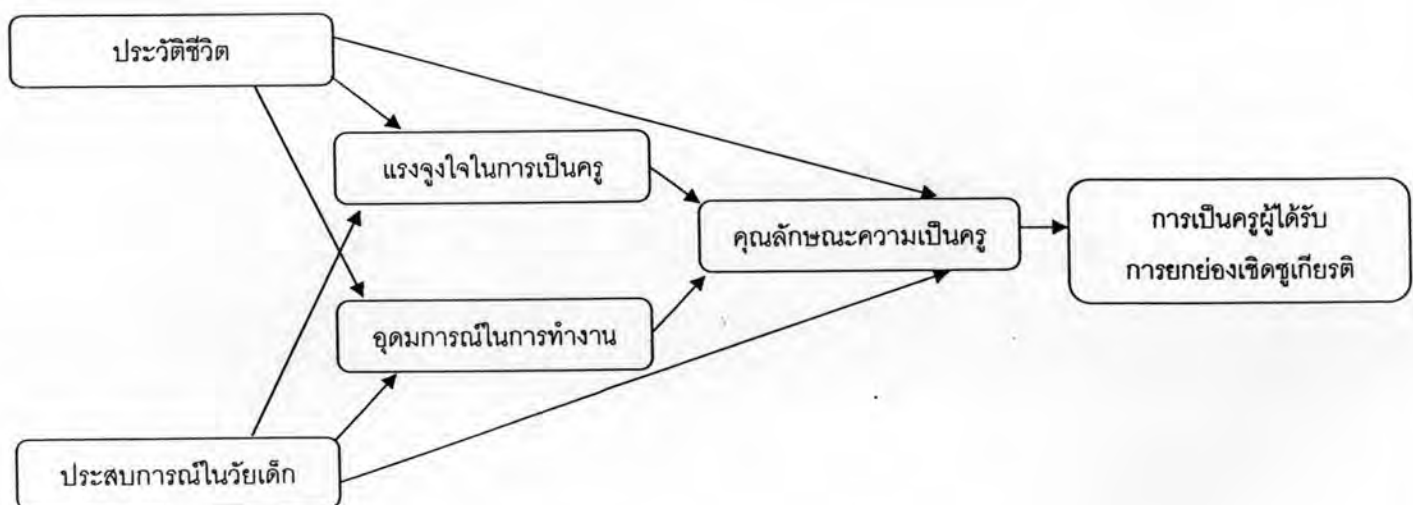 ประวัติชีวิต
แรงจูงใจในการเป็นครู
คุณลักษณะความเป็นครู
การเป็นครูผู้ได้รับ
การยกย่องเชิดชูเกียรติ
อุดมการณ์ในการทำงาน
ประสบการณ์ในวัยเด็ก